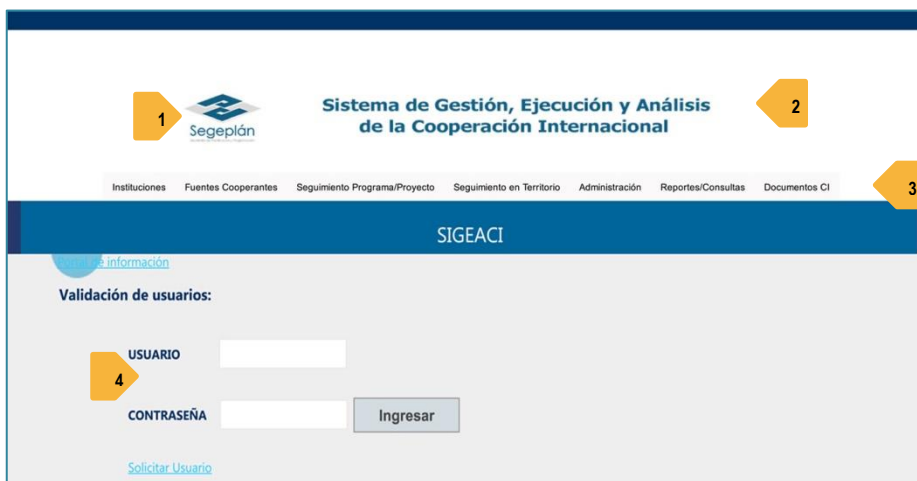 1
Segeplán
Sistema de Gestión, Ejecución y Análisis
de la Cooperación Internacional
2
Instituciones Fuentes Cooperantes Seguimiento Programa/Proyecto Seguimiento en Territorio Administración Reportes/Consultas Documentos CI
3
SIGEACI
Portal de información
Validación de usuarios:
USUARIO
4
CONTRASEÑA Ingresar
Solicitar Usuario